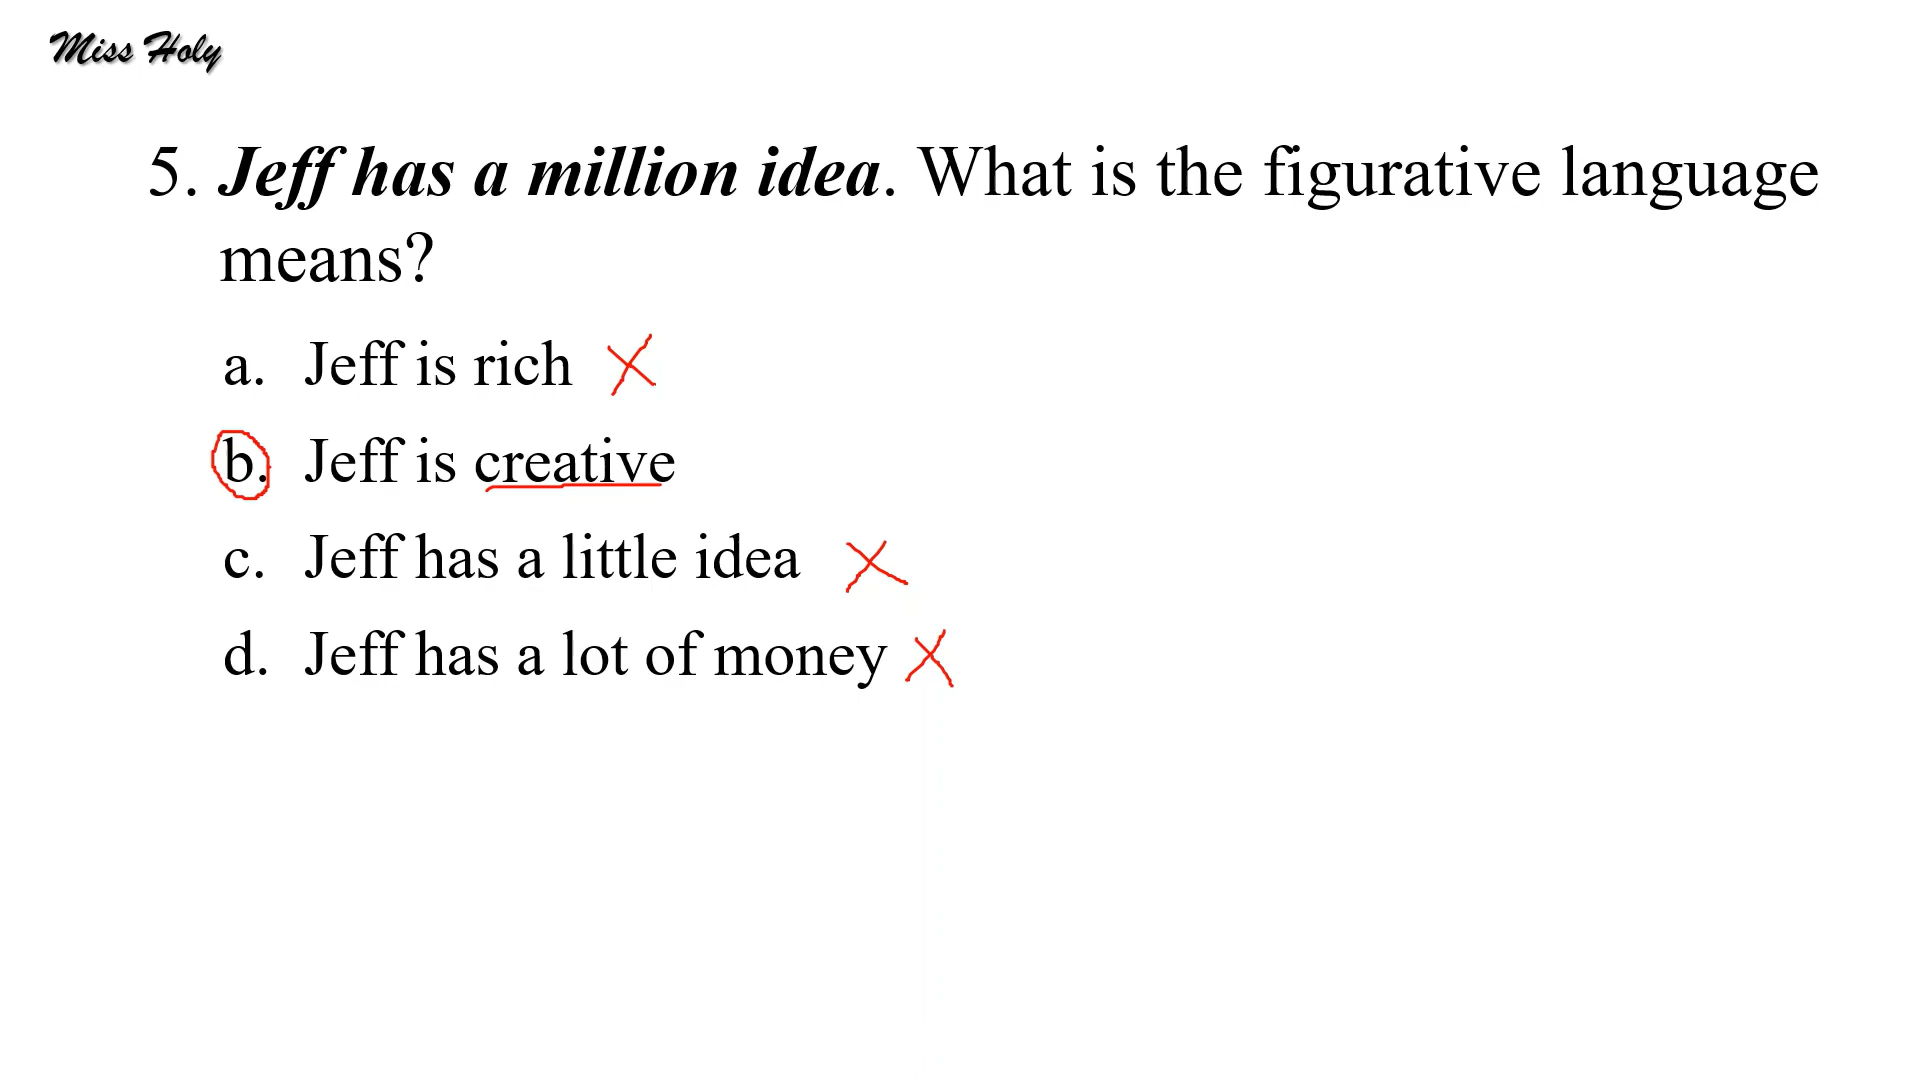 Miss Holy
5. Jeff has a million idea. What is the figurative language
means?
a. Jeff is rich
b. Jeff is creative
c. Jeff has a little idea
d. Jeff has a lot of money